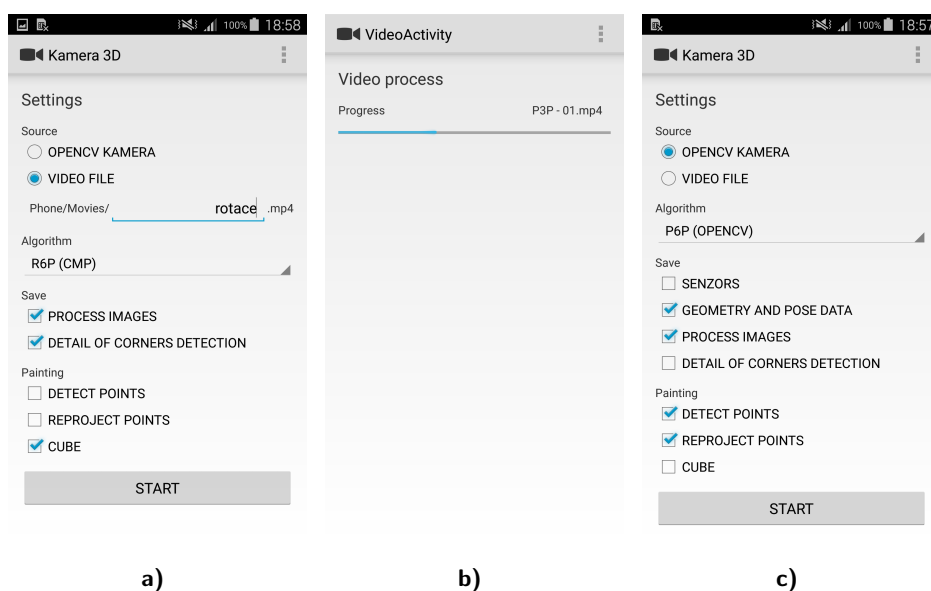 100% 18:58
Kamera 3D
Settings
Source
OPENCV KAMERA
VIDEO FILE
Phone/Movies/ rotace .mp4
Algorithm
R6P (CMP)
Save
PROCESS IMAGES
DETAIL OF CORNERS DETECTION
Painting
DETECT POINTS
REPROJECT POINTS
CUBE
START
a)
VideoActivity
Video process
Progress P3P - 01.mp4
b)
100% 18:57
Kamera 3D
Settings
Source
OPENCV KAMERA
VIDEO FILE
Algorithm
P6P (OPENCV)
Save
SENZORS
GEOMETRY AND POSE DATA
PROCESS IMAGES
DETAIL OF CORNERS DETECTION
Painting
DETECT POINTS
REPROJECT POINTS
CUBE
START
c)